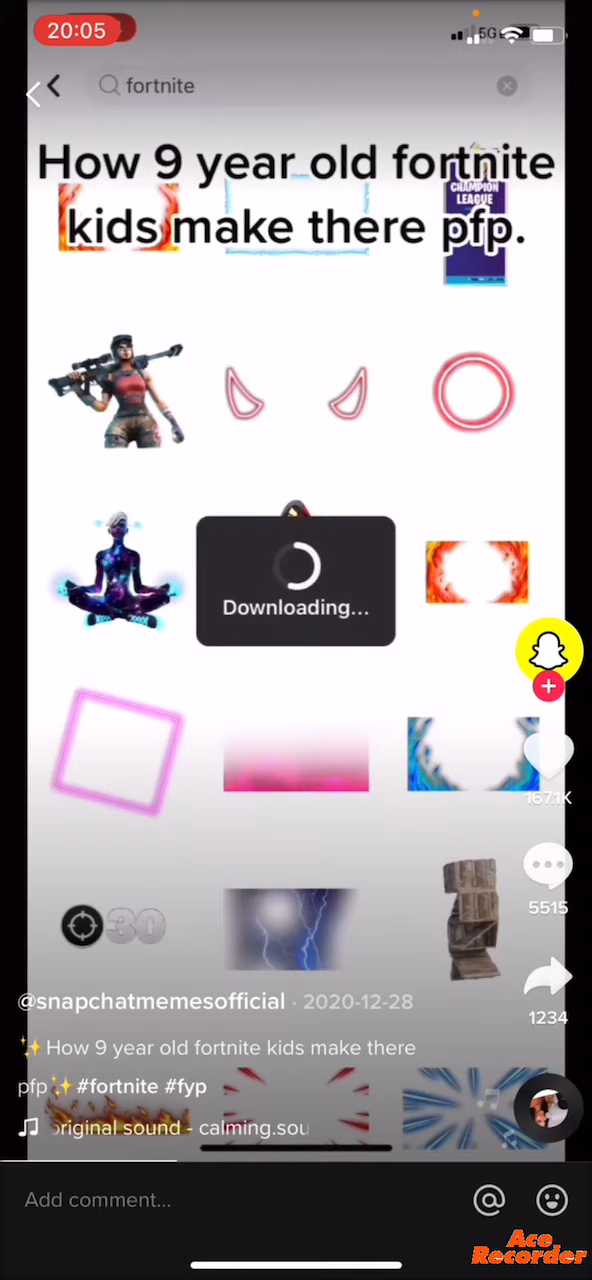 20:05
5G
fortnite
How 9 year old fortnite
kids make there pfp.
CHAMPION
LEAGUE
Downloading...
167.1K
30
5515
@snapchatmemesofficial · 2020-12-28
1234
✨How 9 year old fortnite kids make there
pfp✨#fortnite #fyp
original sound - calming.sou
Add comment...
Ace
Recorder